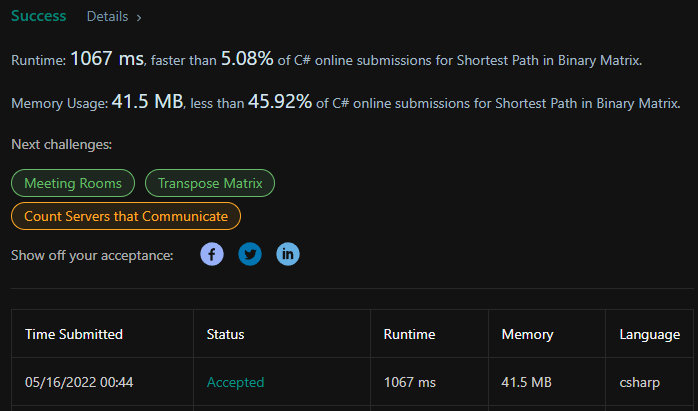 Success Details >
Runtime: 1067 ms, faster than 5.08% of C# online submissions for Shortest Path in Binary Matrix.
Memory Usage: 41.5 MB, less than 45.92% of C# online submissions for Shortest Path in Binary Matrix.
Next challenges:
Meeting Rooms Transpose Matrix
Count Servers that Communicate
Show off your acceptance: f in
Time Submitted Status Runtime Memory Language
05/16/2022 00:44 Accepted 1067 ms 41.5 MB csharp